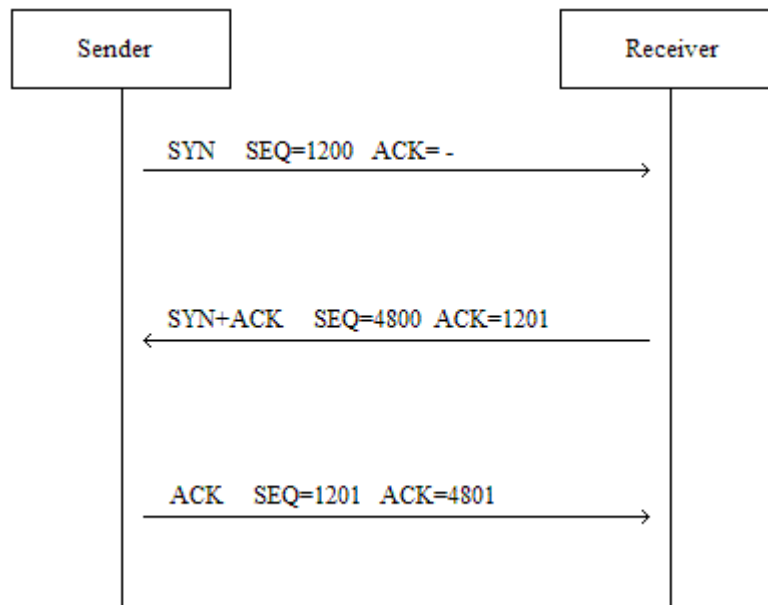 Sender
Receiver
SYN SEQ=1200 ACK= -
SYN+ACK SEQ=4800 ACK=1201
ACK SEQ=1201 ACK=4801